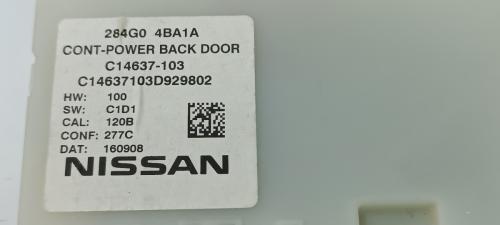 284G0 4BA1A
CONT-POWER BACK DOOR
C14637-103
C14637103D929802
HW: 100
SW: C1D1
CAL: 120B
CONF: 277C
DAT: 160908
NISSAN